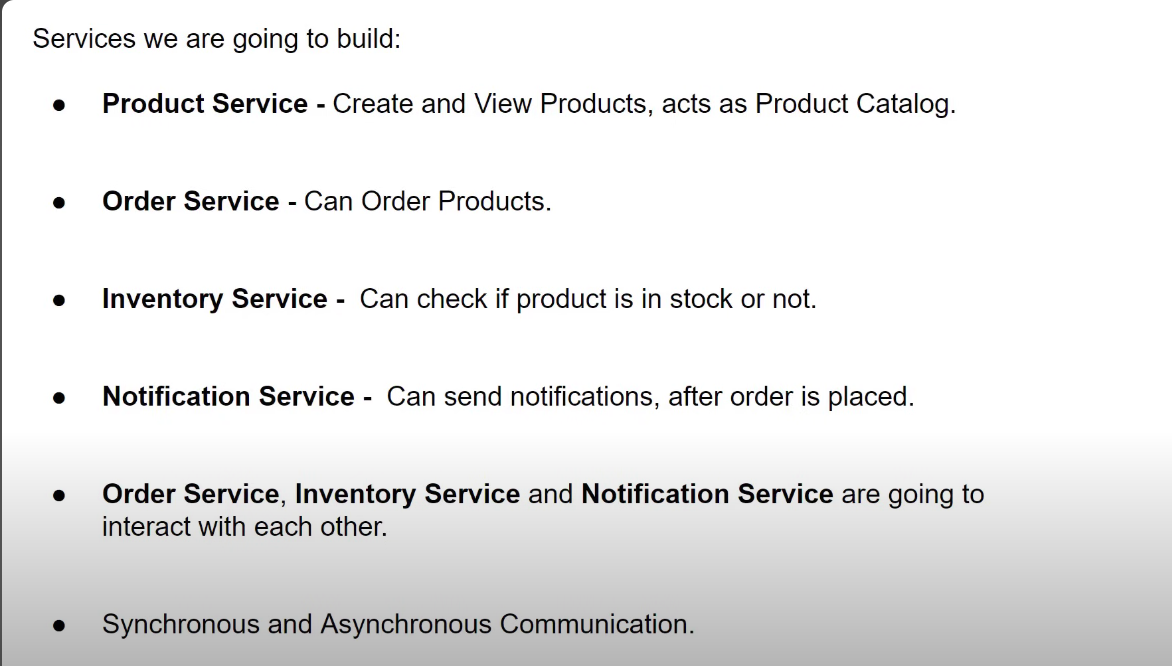 Services we are going to build:
● Product Service - Create and View Products, acts as Product Catalog.
● Order Service - Can Order Products.
● Inventory Service - Can check if product is in stock or not.
● Notification Service - Can send notifications, after order is placed.
● Order Service, Inventory Service and Notification Service are going to
interact with each other.
● Synchronous and Asynchronous Communication.